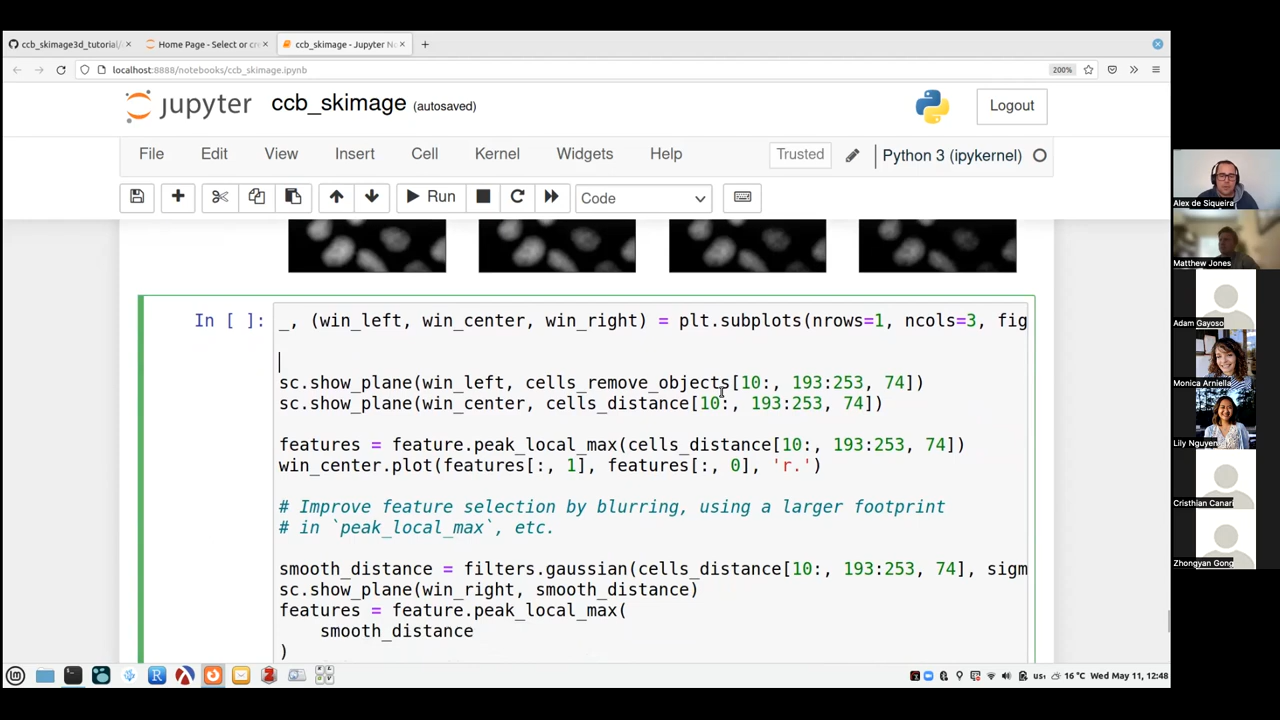 ccb_skimage3d_tutorial/
Home Page - Select or cre
ccb_skimage - Jupyter No
localhost:8888/notebooks/ccb_skimage.ipynb
200%
jupyter
ccb_skimage (autosaved)
Logout
File Edit View Insert Cell Kernel Widgets Help
Trusted
Python 3 (ipykernel)
Run
Code
In [ ]:
_, (win_left, win_center, win_right) = plt.subplots(nrows=1, ncols=3, fig
sc.show_plane(win_left, cells_remove_objects[10:, 193:253, 74])
sc.show_plane(win_center, cells_distance[10:, 193:253, 74])
features = feature.peak_local_max(cells_distance[10:, 193:253, 74])
win_center.plot(features[:, 1], features[:, 0], 'r.')
# Improve feature selection by blurring, using a larger footprint
# in `peak_local_max`, etc.
smooth_distance = filters.gaussian(cells_distance[10:, 193:253, 74], sigm
sc.show_plane(win_right, smooth_distance)
features = feature.peak_local_max(
smooth_distance
)
us
16 °C Wed May 11, 12:48
Alex de Siqueira
Matthew Jones
Adam Gayoso
Monica Arniella
Lily Nguyen
Cristhian Canari
Zhongyan Gong